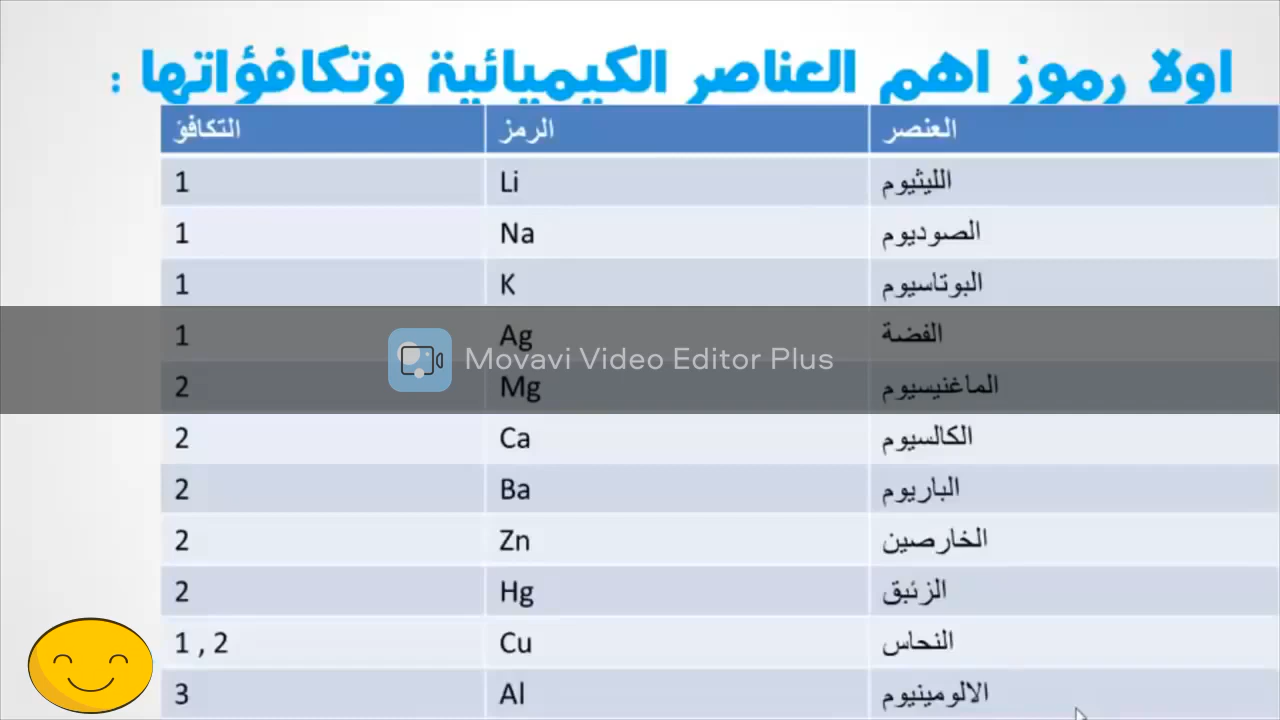 اولا رموز اهم العناصر الكيميائية وتكافؤاتها :
العنصر الرمز التكافؤ
الليثيوم Li 1
الصوديوم Na 1
البوتاسيوم K 1
الفضة Ag 1
Movavi Video Editor Plus
الماغنيسيوم Mg 2
الكالسيوم Ca 2
الباريوم Ba 2
الخارصين Zn 2
الزئبق Hg 2
النحاس Cu 1 , 2
الالومينيوم Al 3